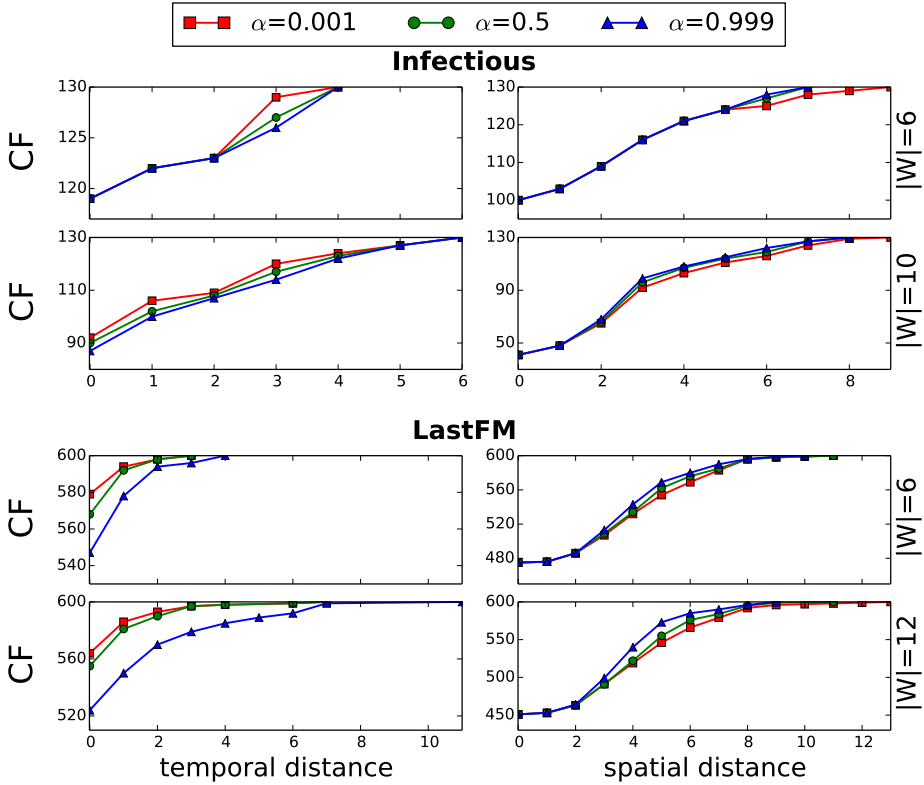 α=0.001 α=0.5 α=0.999
Infectious
CF 130 125 120
130 120 110 100 |W|=6
CF 130 110 90
0 1 2 3 4 5 6
130 90 50 |W|=10
0 2 4 6 8
LastFM
CF 600 580 560 540
600 560 520 480 |W|=6
CF 600 560 520
0 2 4 6 8 10
temporal distance
600 550 500 450 |W|=12
0 2 4 6 8 10 12
spatial distance